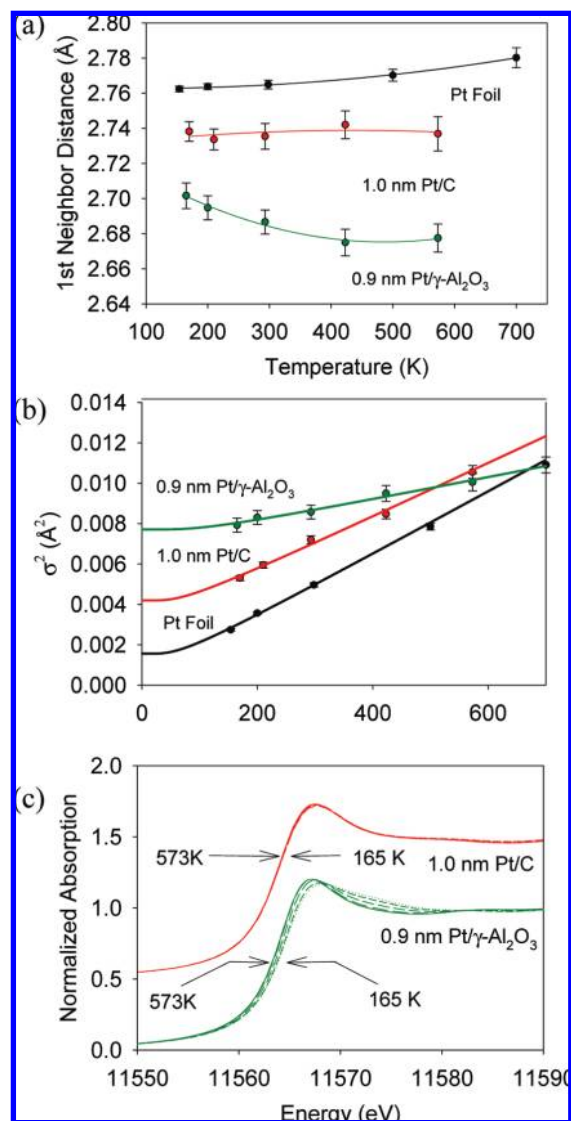 (a)
2.80
2.78
2.76
2.74
2.72
2.70
2.68
2.66
2.64
1st Neighbor Distance (Å)
Pt Foil
1.0 nm Pt/C
0.9 nm Pt/γ-Al₂O₃
100 200 300 400 500 600 700
Temperature (K)
(b)
0.014
0.012
0.010
0.008
0.006
0.004
0.002
0.000
σ² (Å²)
0.9 nm Pt/γ-Al₂O₃
1.0 nm Pt/C
Pt Foil
0 200 400 600
(c)
2.0
1.5
1.0
0.5
0.0
Normalized Absorption
573K 165 K
1.0 nm Pt/C
0.9 nm Pt/γ-Al₂O₃
573K 165 K
11550 11560 11570 11580 11590
Energy (eV)